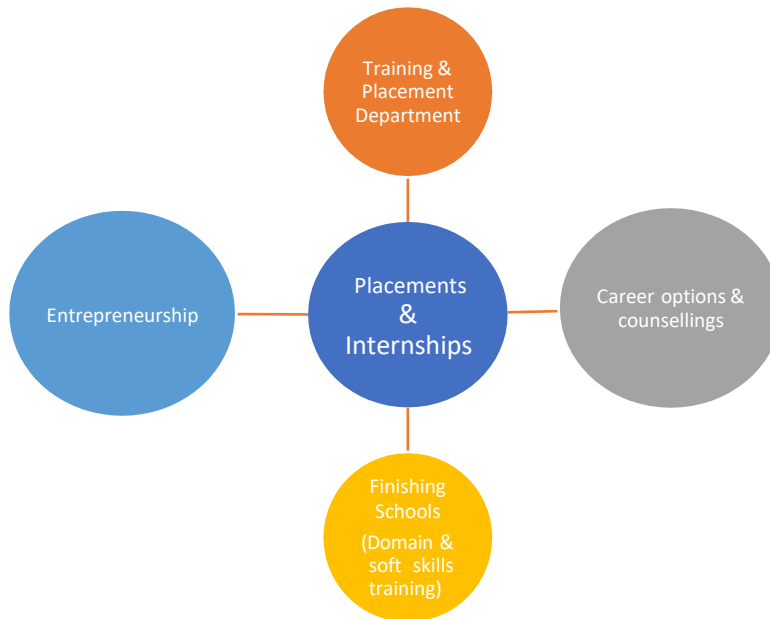 Training &
Placement
Department
Entrepreneurship
Placements
&
Internships
Career options &
counsellings
Finishing
Schools
(Domain &
soft skills
training)